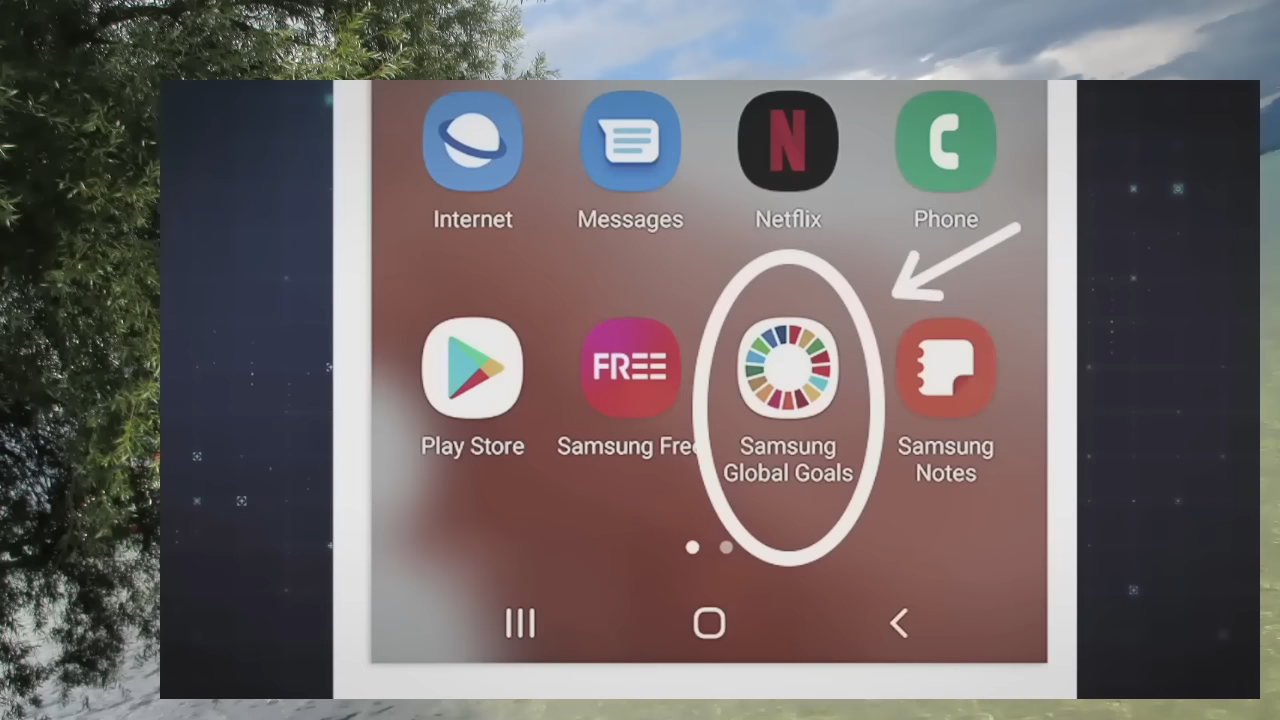 Internet
Messages
Netflix
Phone
Play Store
FREE
Samsung Free
Samsung
Global Goals
Samsung
Notes